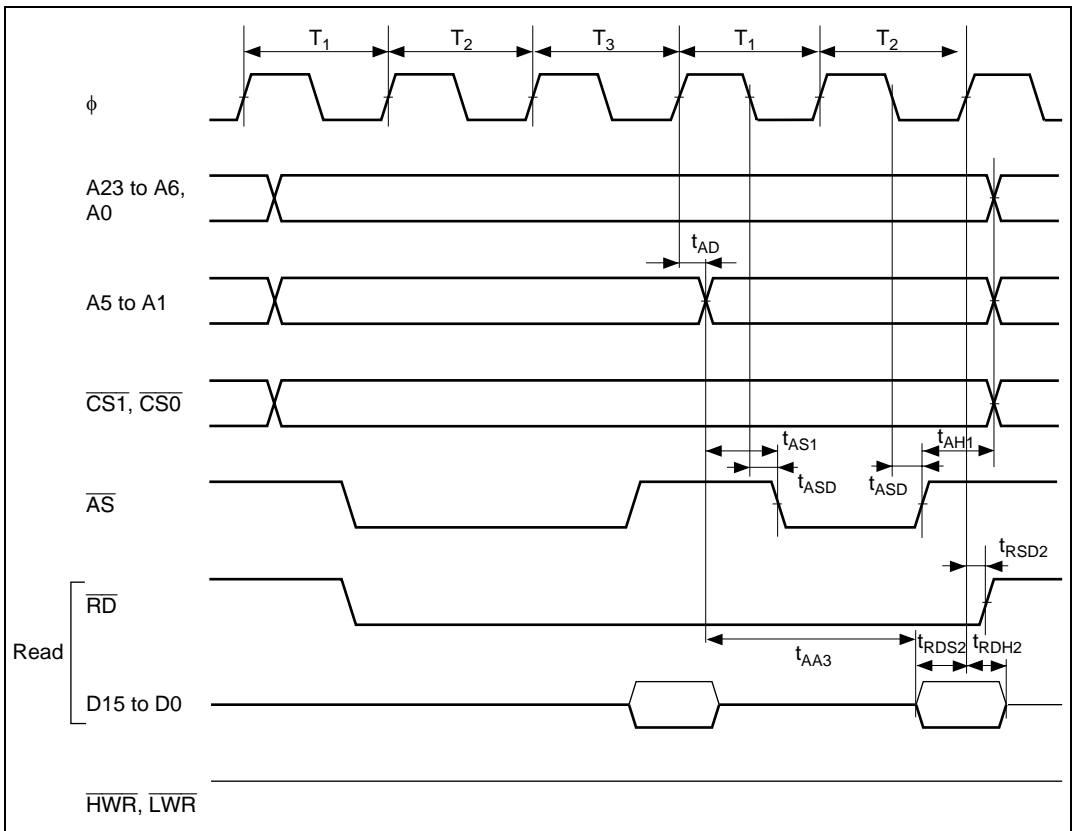 T1 T2 T3 T1 T2
ϕ
A23 to A6,
A0
tAD
A5 to A1
CS1, CS0
tAS1 tAH1
tASD tASD
AS
tRSD2
RD
Read
tAA3 tRDS2 tRDH2
D15 to D0
HWR, LWR